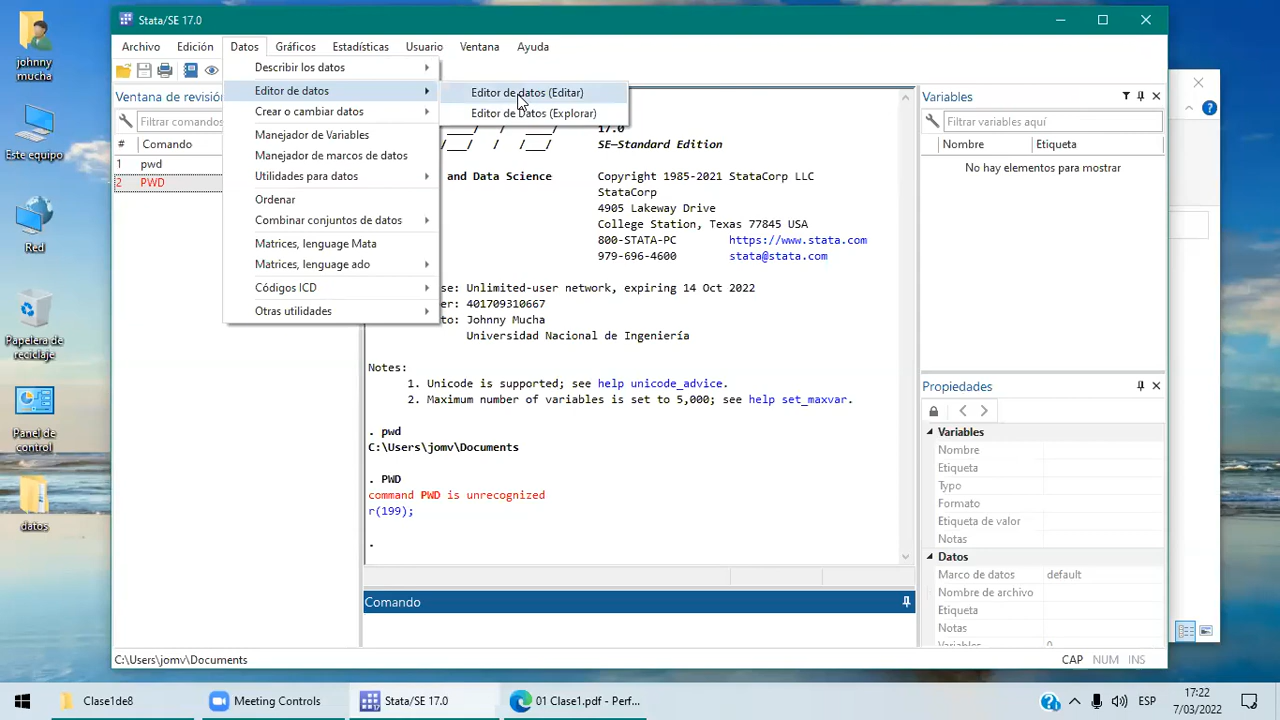 Stata/SE 17.0
Archivo Edición Datos Gráficos Estadísticas Usuario Ventana Ayuda
Ventana de revisión
Filtrar comandos
# Comando
1 pwd
2 PWD
Describir los datos
Editor de datos
Crear o cambiar datos
Manejador de Variables
Manejador de marcos de datos
Utilidades para datos
Ordenar
Combinar conjuntos de datos
Matrices, lenguage Mata
Matrices, lenguage ado
Códigos ICD
Otras utilidades
Editor de datos (Editar)
Editor de Datos (Explorar)
17.0
SE—Standard Edition
and Data Science Copyright 1985-2021 StataCorp LLC
StataCorp
4905 Lakeway Drive
College Station, Texas 77845 USA
800-STATA-PC https://www.stata.com
979-696-4600 stata@stata.com
se: Unlimited-user network, expiring 14 Oct 2022
er: 401709310667
to: Johnny Mucha
Universidad Nacional de Ingeniería
Notes:
1. Unicode is supported; see help unicode_advice.
2. Maximum number of variables is set to 5,000; see help set_maxvar.
. pwd
C:\Users\jomv\Documents
. PWD
command PWD is unrecognized
r(199);
.
Comando
C:\Users\jomv\Documents
CAP NUM INS
Variables
Filtrar variables aquí
Nombre Etiqueta
No hay elementos para mostrar
Propiedades
Variables
Nombre
Etiqueta
Typo
Formato
Etiqueta de valor
Notas
Datos
Marco de datos default
Nombre de archivo
Etiqueta
Notas
Variables 0
johnny mucha
Este equipo
Red
Papelera de reciclaje
Panel de control
datos
Clase1de8
Meeting Controls
Stata/SE 17.0
01 Clase1.pdf - Perf...
ESP
17:22
7/03/2022